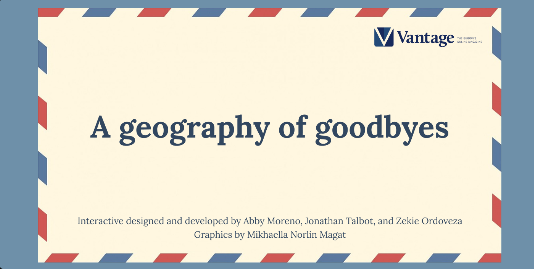 Vantage
A geography of goodbyes
Interactive designed and developed by Abby Moreno, Jonathan Talbot, and Zekie Ordoveza
Graphics by Mikhaella Norlin Magat